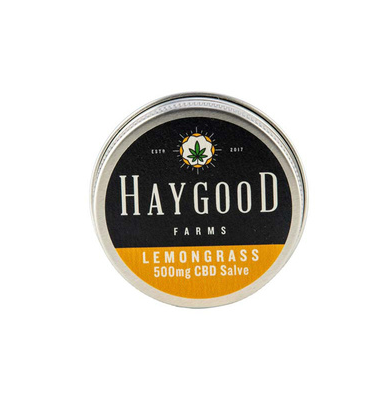 ESTD 2017
HAYGOOD
FARMS
LEMONGRASS
500mg CBD Salve